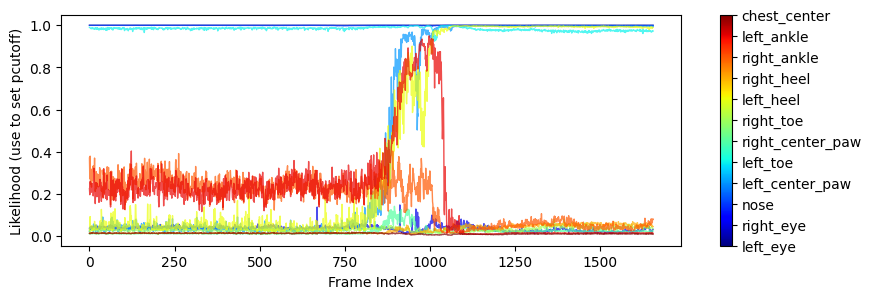 Likelihood (use to set pcutoff)
1.0
0.8
0.6
0.4
0.2
0.0
0 250 500 750 1000 1250 1500
Frame Index
chest_center
left_ankle
right_ankle
right_heel
left_heel
right_toe
right_center_paw
left_toe
left_center_paw
nose
right_eye
left_eye